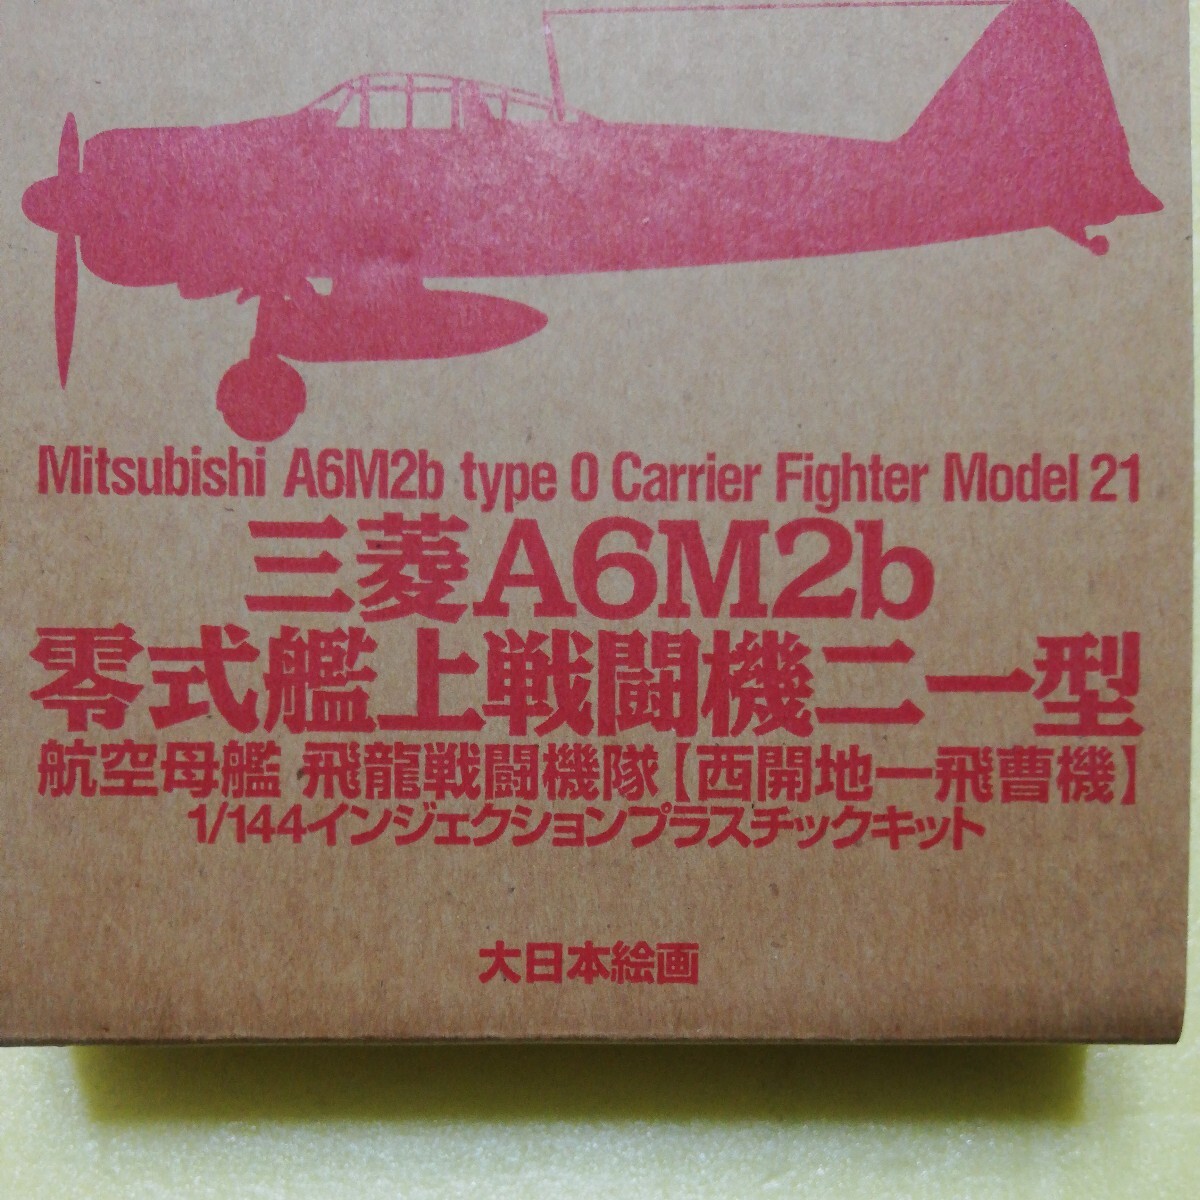 Mitsubishi A6M2b type 0 Carrier Fighter Model 21
三菱A6M2b
零式艦上戦闘機二一型
航空母艦 飛龍戦闘機隊【西開地一飛曹機】
1/144インジェクションプラスチックキット
大日本絵画